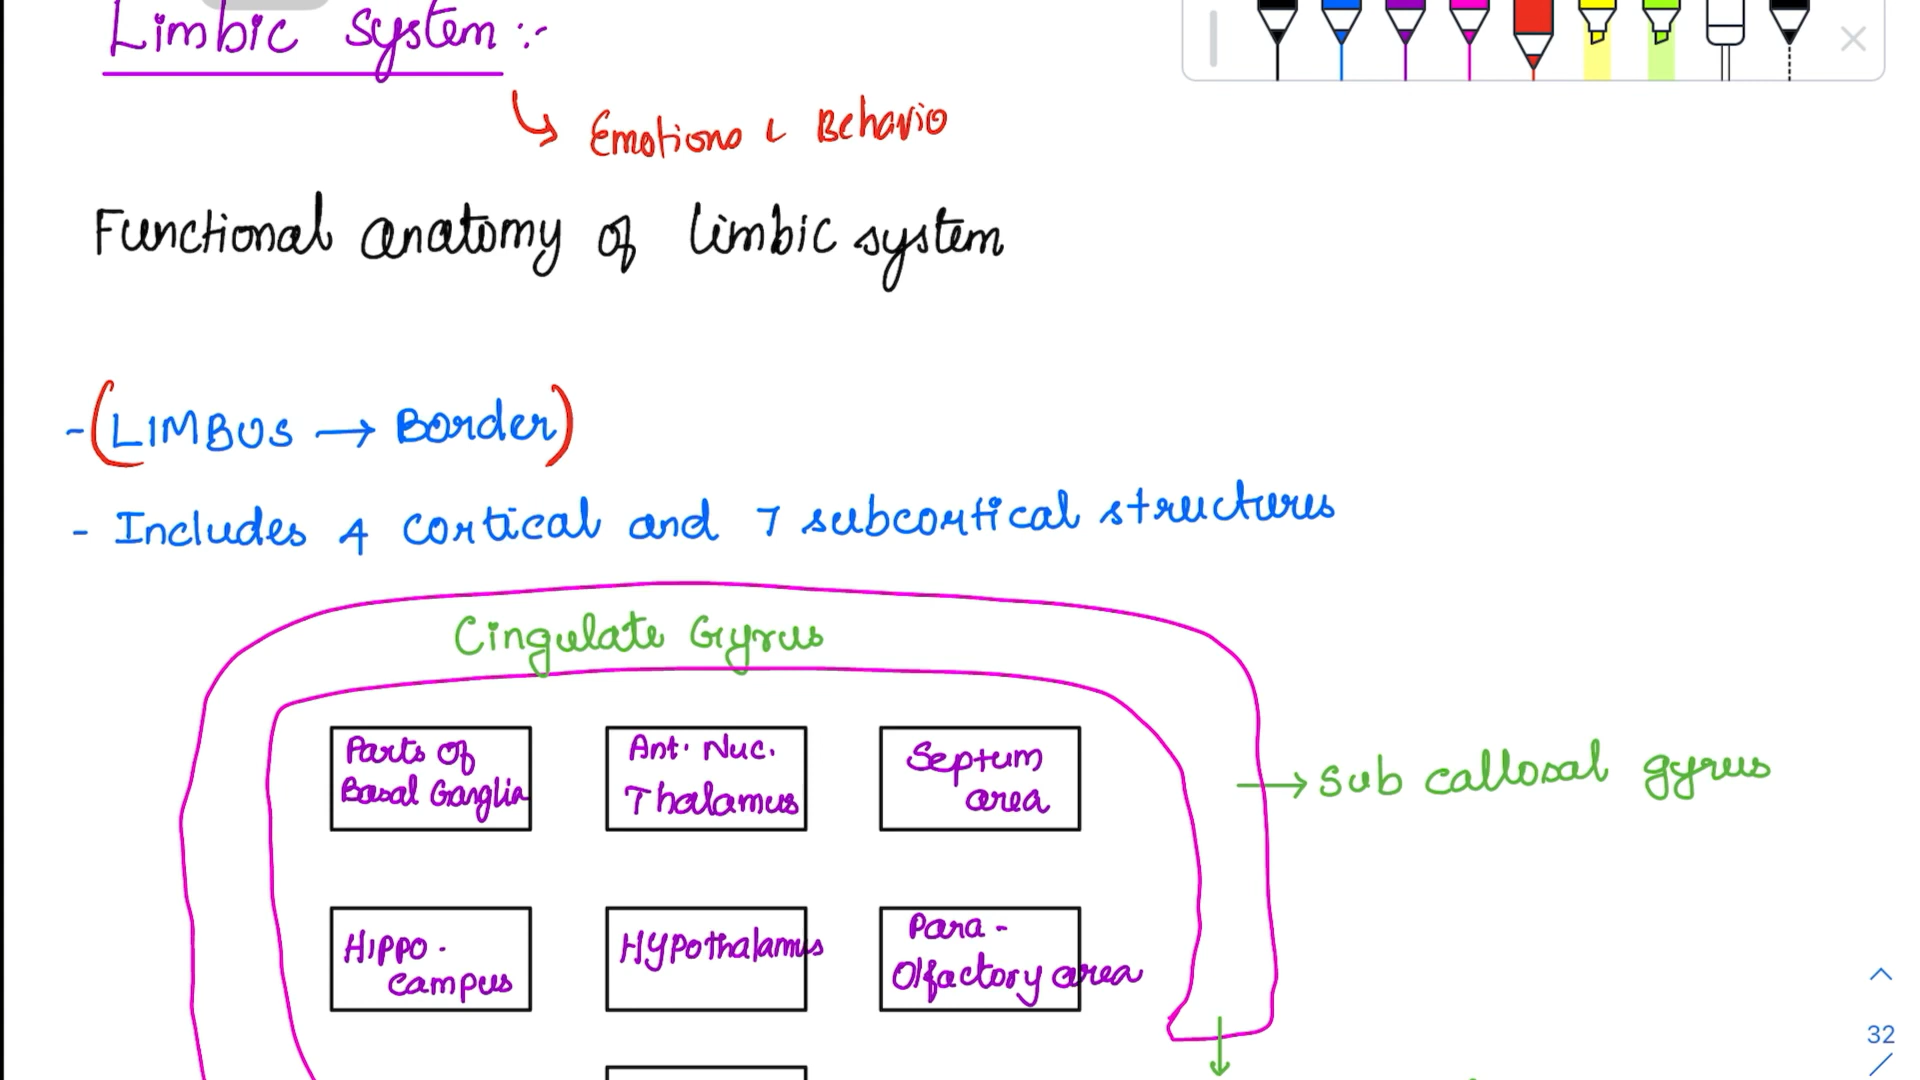 Limbic System :-
Emotions & Behavio
Functional anatomy of limbic system
- (LIMBUS → Border)
- Includes 4 cortical and 7 subcortical structures
Cingulate Gyrus
Parts Of
Basal Ganglia
Ant. Nuc.
Thalamus
Septum
area
→ Sub callosal gyrus
Hippo-
campus
Hypothalamus
Para-
Olfactory area
32